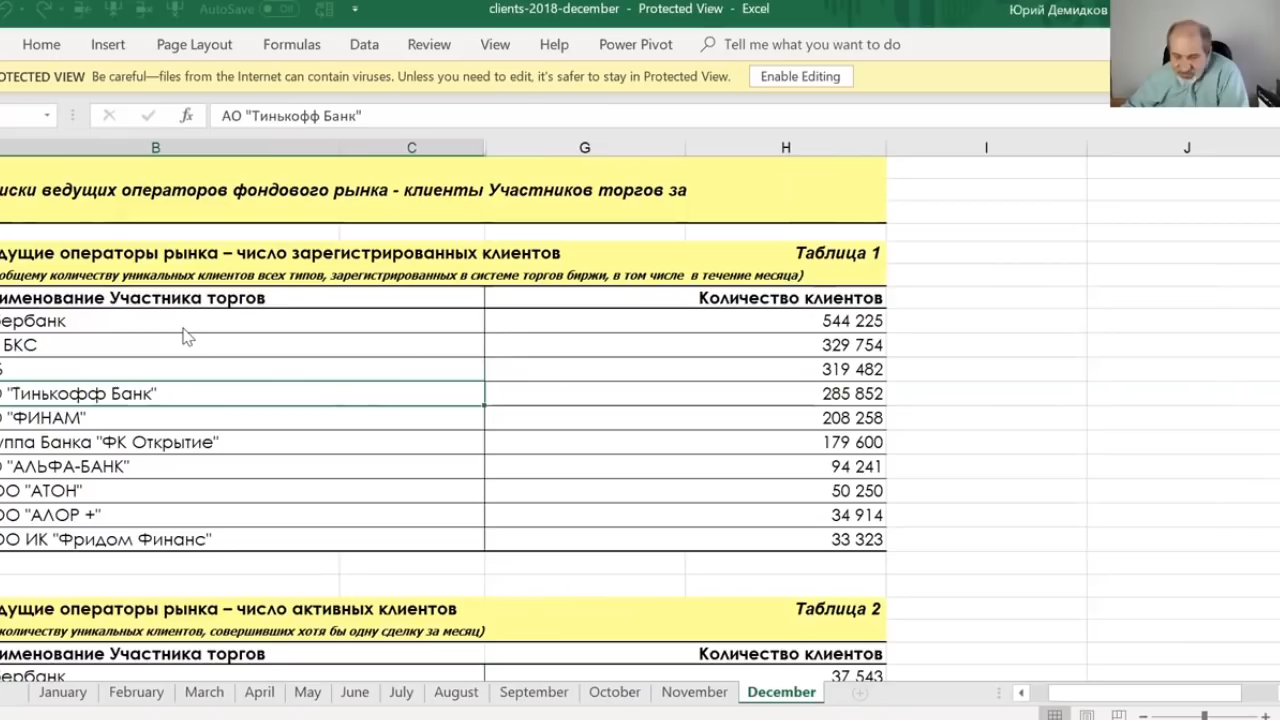 AutoSave Off
clients-2018-december - Protected View - Excel
Юрий Демидков
Home Insert Page Layout Formulas Data Review View Help Power Pivot Tell me what you want to do
OTECTED VIEW Be careful—files from the Internet can contain viruses. Unless you need to edit, it's safer to stay in Protected View. Enable Editing
fx АО "Тинькофф Банк"
B C G H I J
иски ведущих операторов фондового рынка - клиенты Участников торгов за
дущие операторы рынка – число зарегистрированных клиентов Таблица 1
общему количеству уникальных клиентов всех типов, зарегистрированных в системе торгов биржи, в том числе в течение месяца)
именование Участника торгов Количество клиентов
ербанк 544 225
БКС 329 754
319 482
"Тинькофф Банк" 285 852
"ФИНАМ" 208 258
уппа Банка "ФК Открытие" 179 600
"АЛЬФА-БАНК" 94 241
ОО "АТОН" 50 250
ОО "АЛОР +" 34 914
ОО ИК "Фридом Финанс" 33 323
дущие операторы рынка – число активных клиентов Таблица 2
количеству уникальных клиентов, совершивших хотя бы одну сделку за месяц)
именование Участника торгов Количество клиентов
ербанк 37 543
January February March April May June July August September October November December